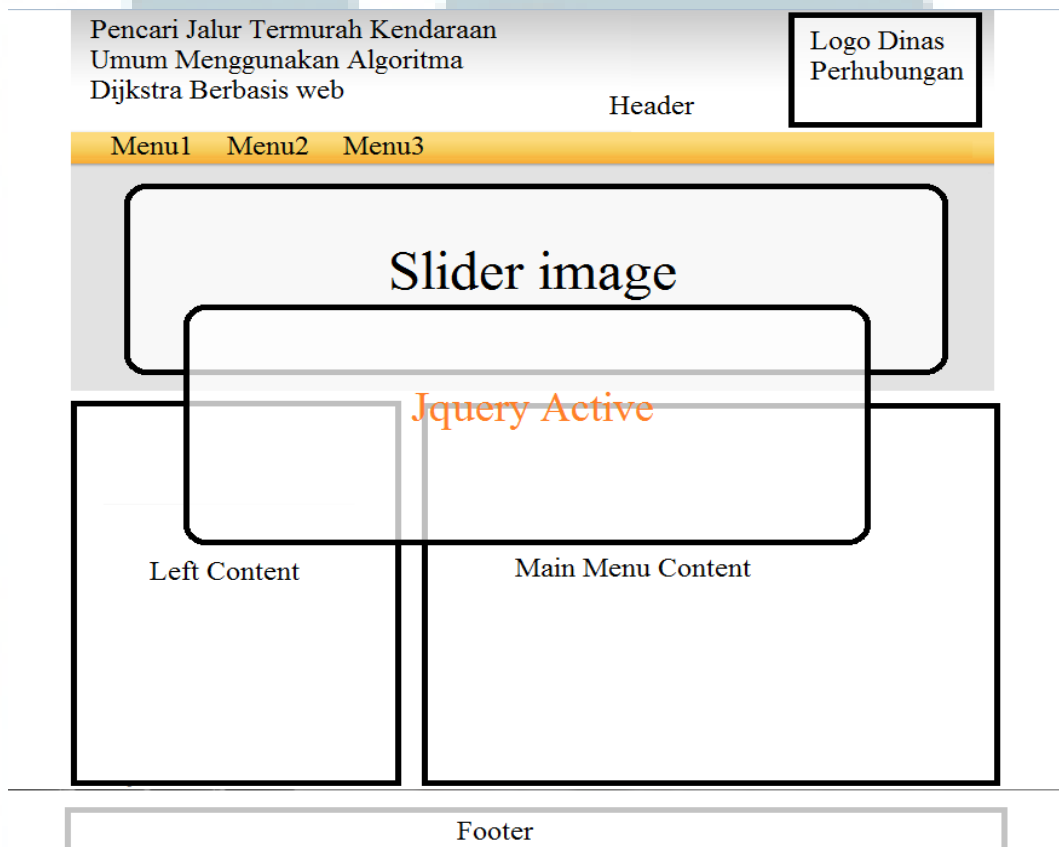 Pencari Jalur Termurah Kendaraan
Umum Menggunakan Algoritma
Dijkstra Berbasis web
Header
Logo Dinas
Perhubungan
Menu1 Menu2 Menu3
Slider image
Jquery Active
Left Content
Main Menu Content
Footer